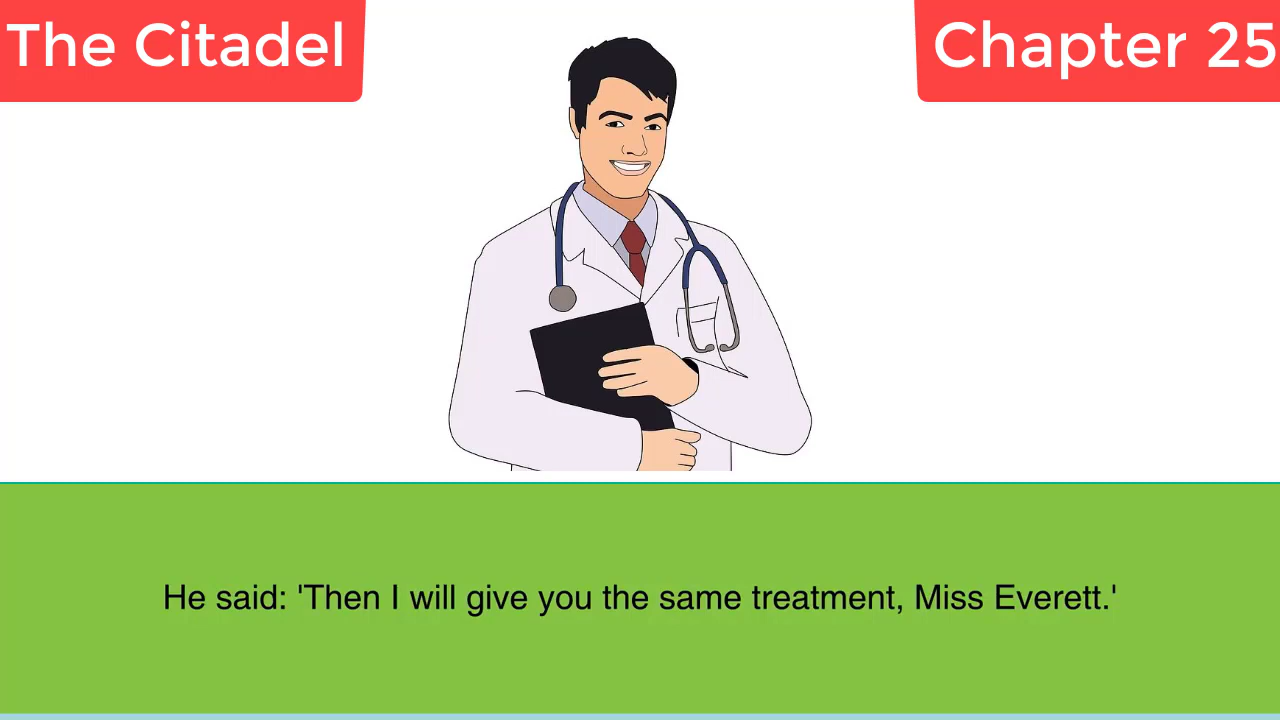 The Citadel
Chapter 25
He said: 'Then I will give you the same treatment, Miss Everett.'